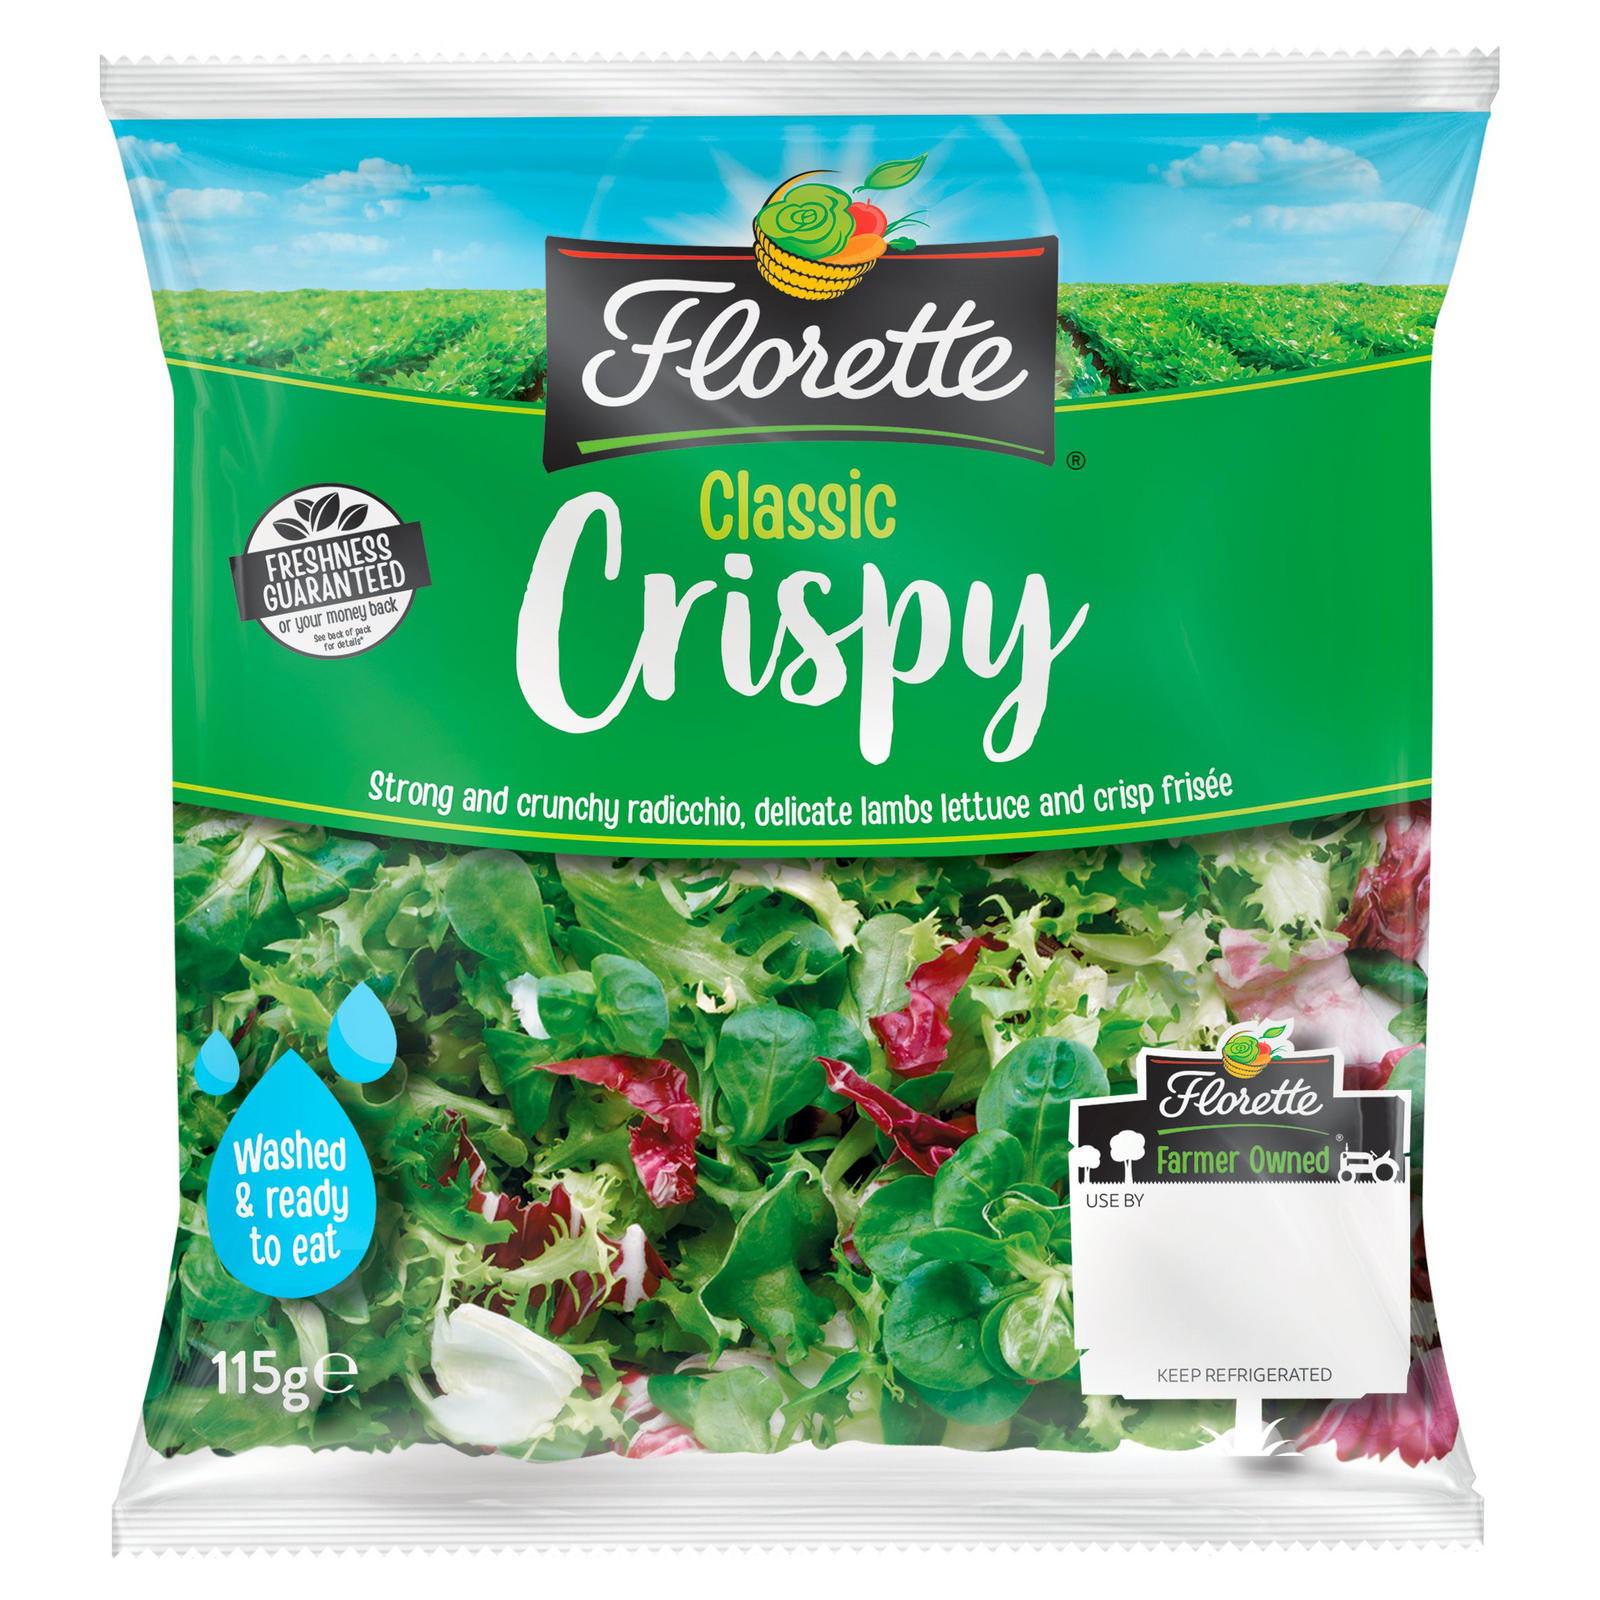 Florette
®
Classic
Crispy
FRESHNESS
GUARANTEED
or your money back
See back of pack
for details*
Strong and crunchy radicchio, delicate lambs lettuce and crisp frisée
Washed
& ready
to eat
115g℮
Florette
®
Farmer Owned
USE BY
KEEP REFRIGERATED